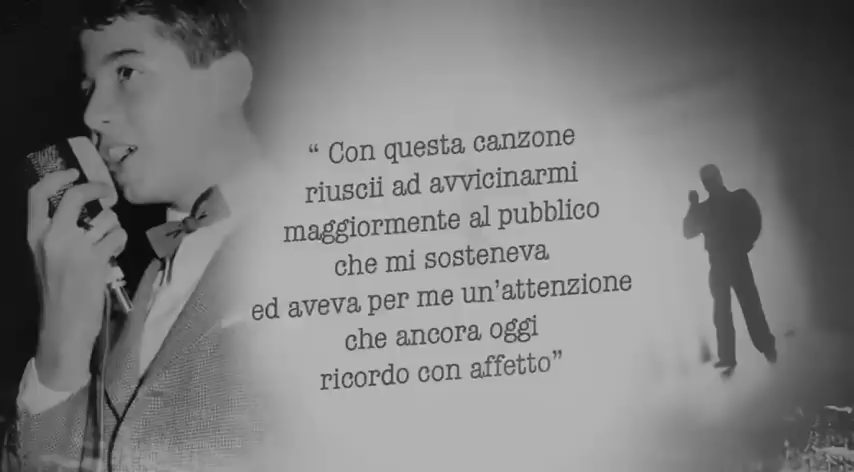 “ Con questa canzone
riuscii ad avvicinarmi
maggiormente al pubblico
che mi sosteneva
ed aveva per me un’attenzione
che ancora oggi
ricordo con affetto”